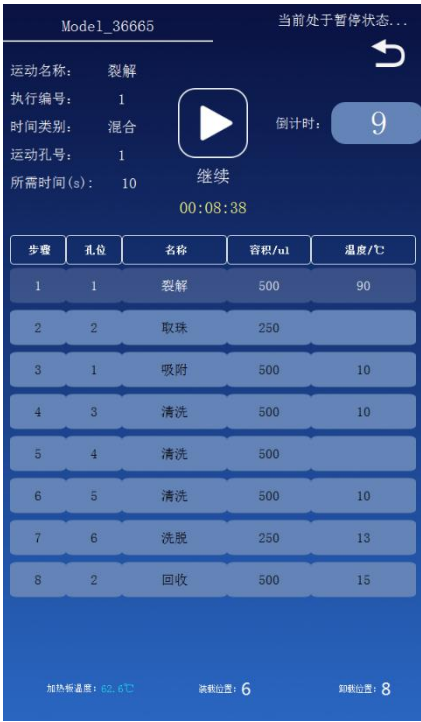 Model_36665
当前处于暂停状态...
运动名称： 裂解
执行编号： 1
时间类别： 混合
运动孔号： 1
所需时间(s): 10
继续
倒计时： 9
00:08:38
步骤 孔位 名称 容积/ul 温度/℃
1 1 裂解 500 90
2 2 取珠 250
3 1 吸附 500 10
4 3 清洗 500 10
5 4 清洗 500
6 5 清洗 500 10
7 6 洗脱 250 13
8 2 回收 500 15
加热板温度：62.6℃ 装载位置：6 卸载位置：8